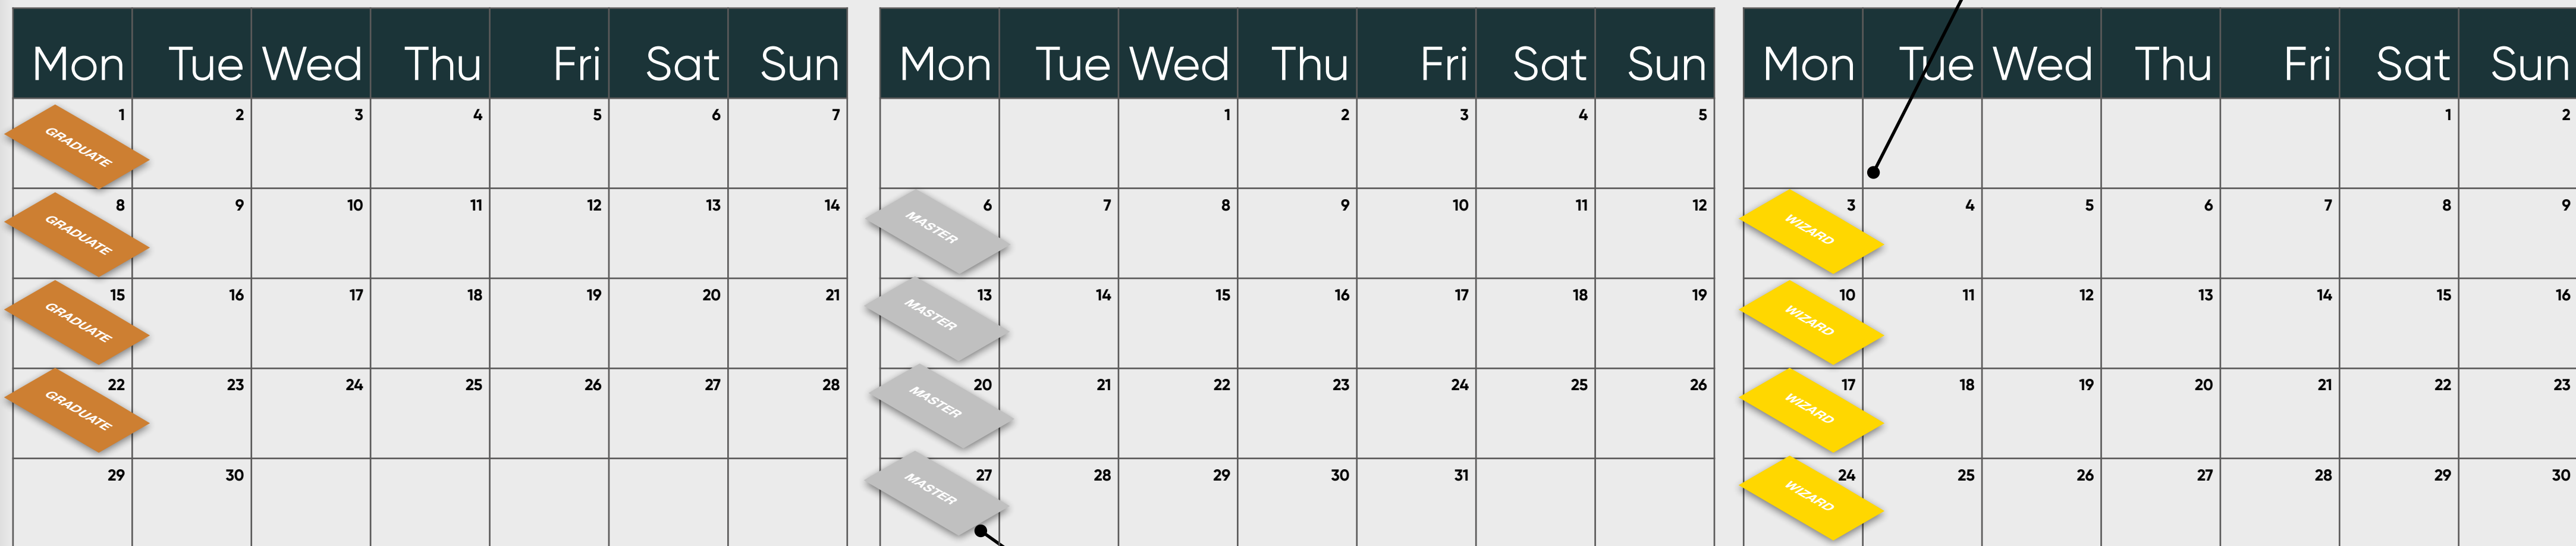 Mon Tue Wed Thu Fri Sat Sun
GRADUATE 1 2 3 4 5 6 7
GRADUATE 8 9 10 11 12 13 14
GRADUATE 15 16 17 18 19 20 21
GRADUATE 22 23 24 25 26 27 28
29 30
Mon Tue Wed Thu Fri Sat Sun
1 2 3 4 5
MASTER 6 7 8 9 10 11 12
MASTER 13 14 15 16 17 18 19
MASTER 20 21 22 23 24 25 26
MASTER 27 28 29 30 31
Mon Tue Wed Thu Fri Sat Sun
1 2
WIZARD 3 4 5 6 7 8 9
WIZARD 10 11 12 13 14 15 16
WIZARD 17 18 19 20 21 22 23
WIZARD 24 25 26 27 28 29 30